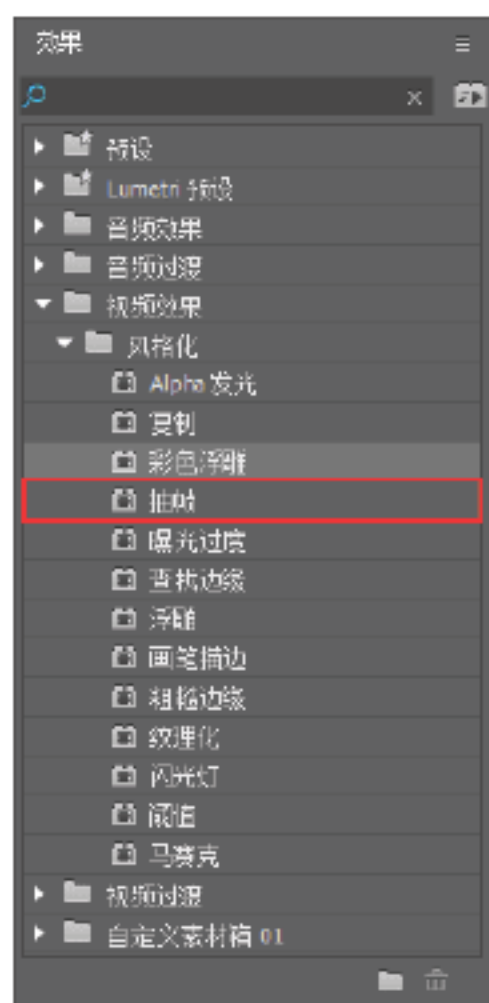 效果
预设
Lumetri 预设
音频效果
音频过渡
视频效果
风格化
Alpha 发光
复制
彩色浮雕
抽帧
曝光过度
查找边缘
浮雕
画笔描边
粗糙边缘
纹理化
闪光灯
阈值
马赛克
视频过渡
自定义素材箱 01